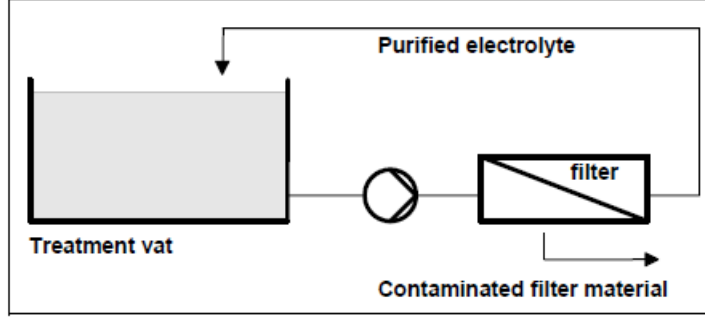 Purified electrolyte
filter
Treatment vat
Contaminated filter material